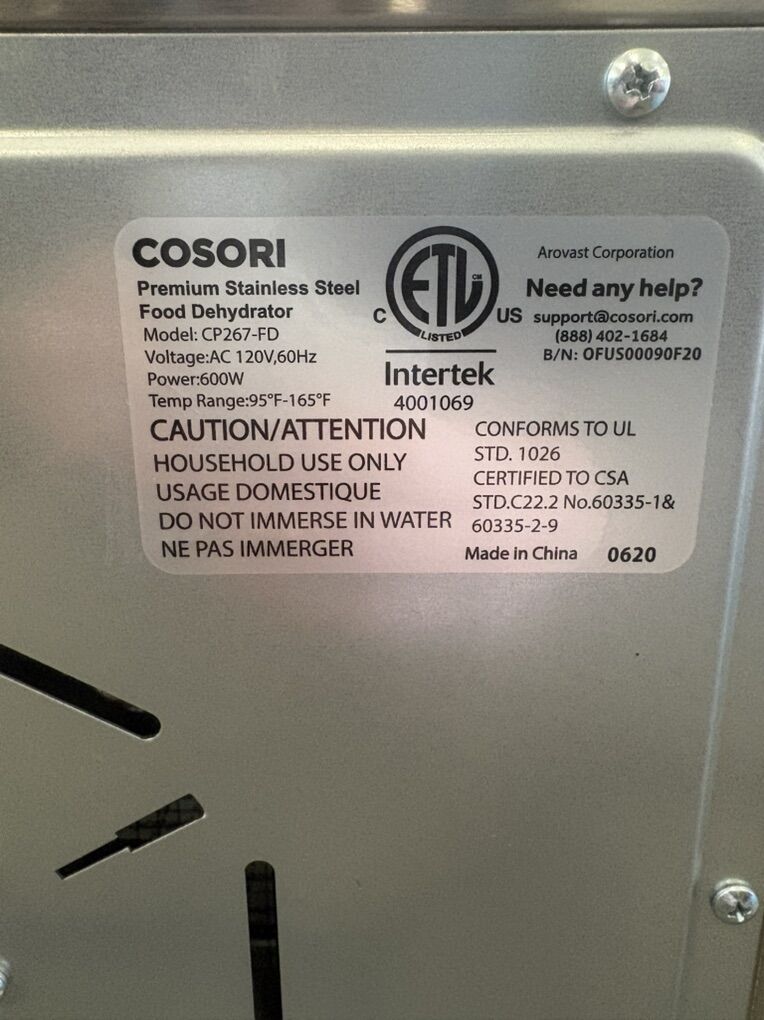 COSORI
Premium Stainless Steel
Food Dehydrator
Model: CP267-FD
Voltage:AC 120V,60Hz
Power:600W
Temp Range:95°F-165°F
C ETL CM US
LISTED
Intertek
4001069
Arovast Corporation
Need any help?
support@cosori.com
(888) 402-1684
B/N: OFUS00090F20
CAUTION/ATTENTION
HOUSEHOLD USE ONLY
USAGE DOMESTIQUE
DO NOT IMMERSE IN WATER
NE PAS IMMERGER
CONFORMS TO UL
STD. 1026
CERTIFIED TO CSA
STD.C22.2 No.60335-1&
60335-2-9
Made in China 0620